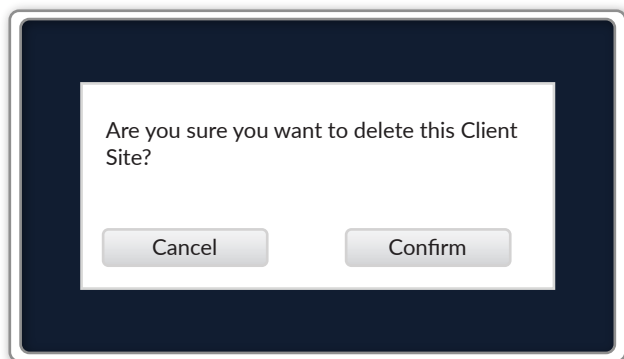 Are you sure you want to delete this Client
Site?
Cancel
Confirm